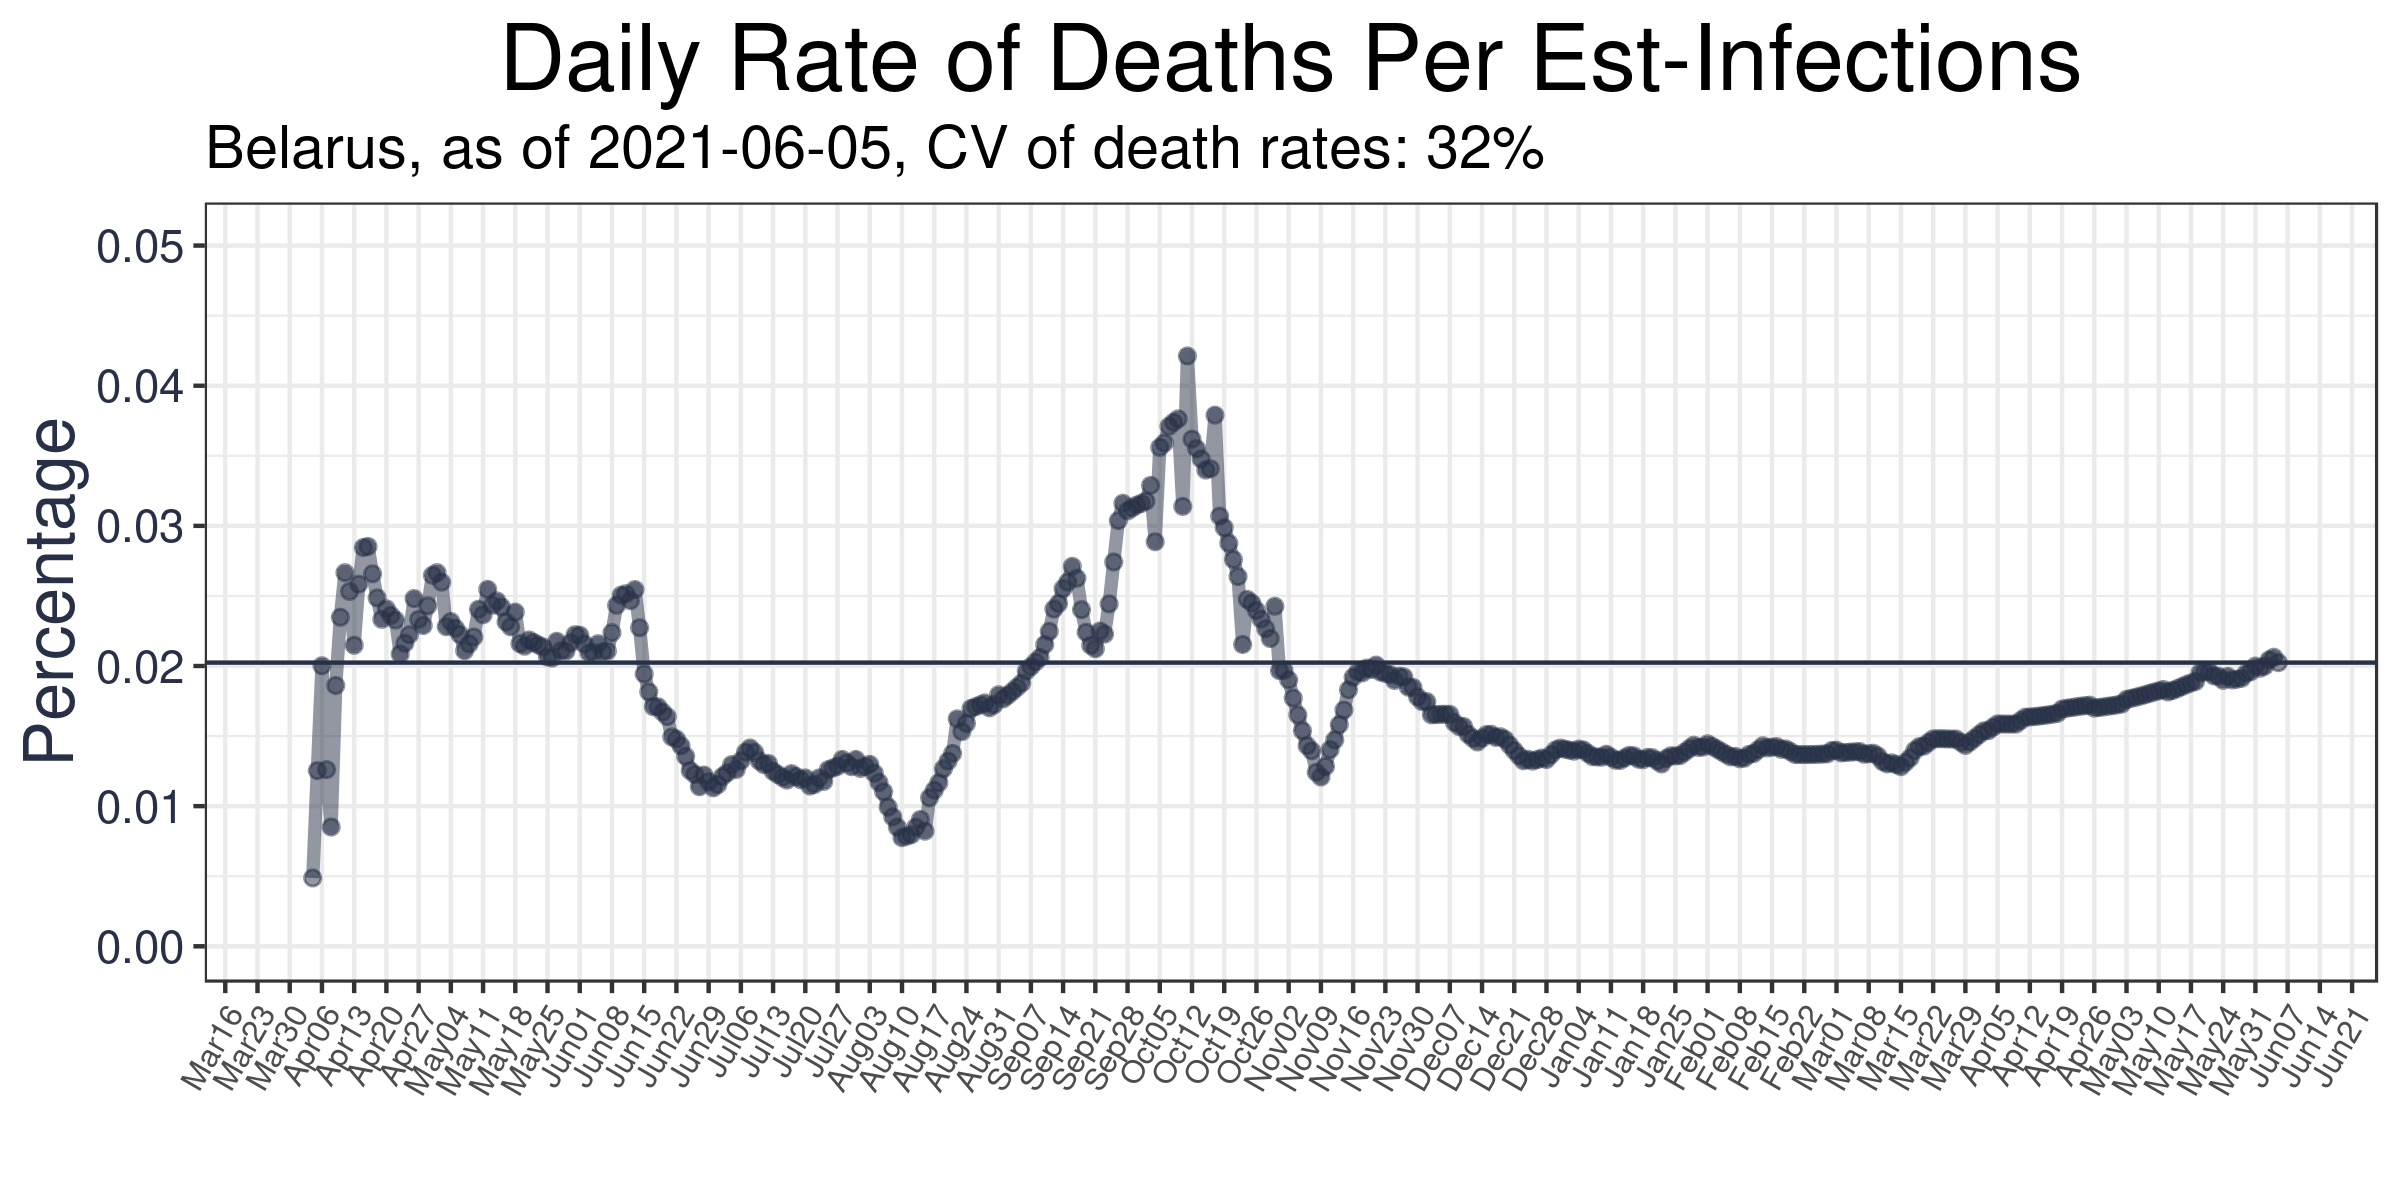 Daily Rate of Deaths Per Est-Infections
Belarus, as of 2021-06-05, CV of death rates: 32%
Percentage
0.05
0.04
0.03
0.02
0.01
0.00
Mar16
Mar23
Mar30
Apr06
Apr13
Apr20
Apr27
May04
May11
May18
May25
Jun01
Jun08
Jun15
Jun22
Jun29
Jul06
Jul13
Jul20
Jul27
Aug03
Aug10
Aug17
Aug24
Aug31
Sep07
Sep14
Sep21
Sep28
Oct05
Oct12
Oct19
Oct26
Nov02
Nov09
Nov16
Nov23
Nov30
Dec07
Dec14
Dec21
Dec28
Jan04
Jan11
Jan18
Jan25
Feb01
Feb08
Feb15
Feb22
Mar01
Mar08
Mar15
Mar22
Mar29
Apr05
Apr12
Apr19
Apr26
May03
May10
May17
May24
May31
Jun07
Jun14
Jun21